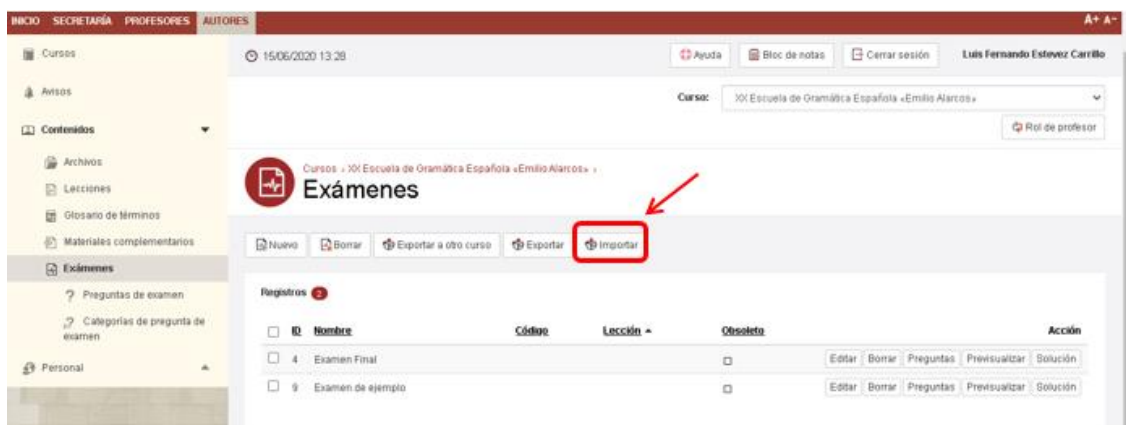 INICIO SECRETARÍA PROFESORES AUTORES A+ A-
Cursos
Avisos
Contenidos
Archivos
Lecciones
Glosario de términos
Materiales complementarios
Exámenes
Preguntas de examen
Categorías de pregunta de
examen
Personal
15/06/2020 13:28 Ayuda Bloc de notas Cerrar sesión Luis Fernando Estevez Carrillo
Curso: XX Escuela de Gramática Española «Emilio Alarcos»
Rol de profesor
Cursos › XX Escuela de Gramática Española «Emilio Alarcos» ›
Exámenes
Nuevo Borrar Exportar a otro curso Exportar Importar
Registros 2
ID Nombre Código Lección Obsoleto Acción
4 Examen Final Editar Borrar Preguntas Previsualizar Solución
9 Examen de ejemplo Editar Borrar Preguntas Previsualizar Solución